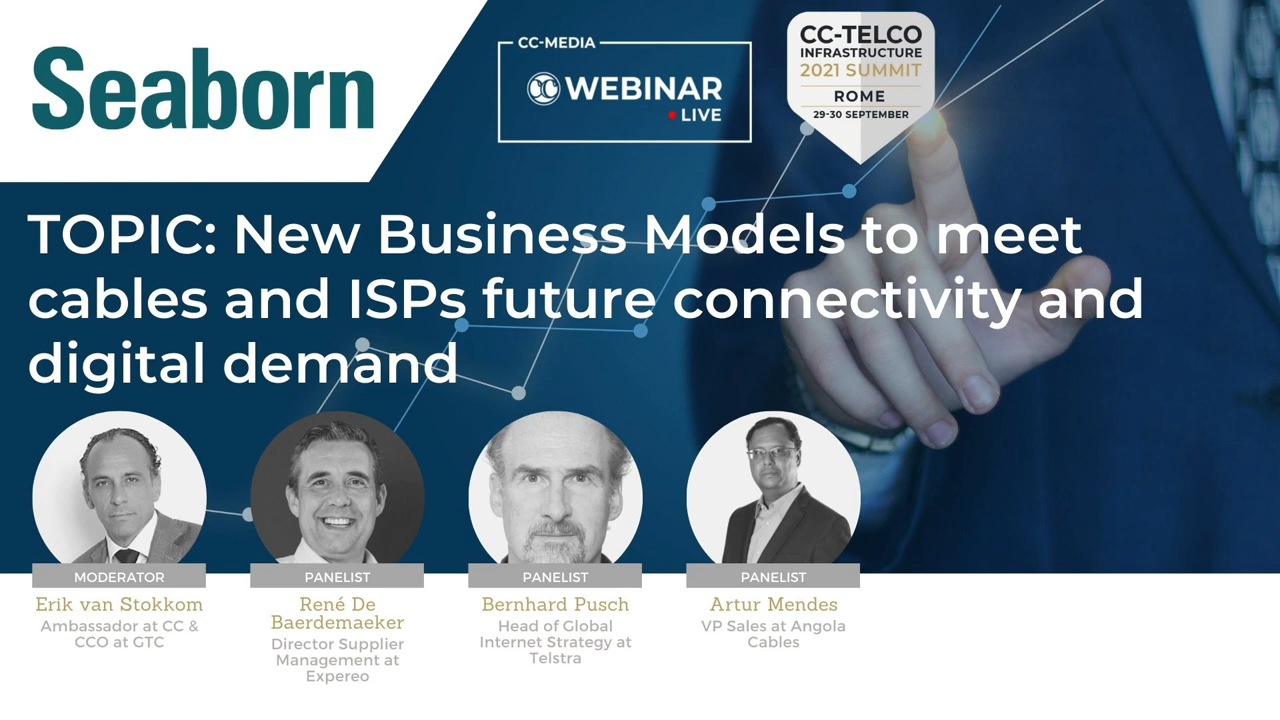 Seaborn
CC-MEDIA
CC WEBINAR
LIVE
CC-TELCO
INFRASTRUCTURE
2021 SUMMIT
ROME
29-30 SEPTEMBER
TOPIC: New Business Models to meet
cables and ISPs future connectivity and
digital demand
MODERATOR
Erik van Stokkom
Ambassador at CC &
CCO at GTC
PANELIST
René De
Baerdemaeker
Director Supplier
Management at
Expereo
PANELIST
Bernhard Pusch
Head of Global
Internet Strategy at
Telstra
PANELIST
Artur Mendes
VP Sales at Angola
Cables